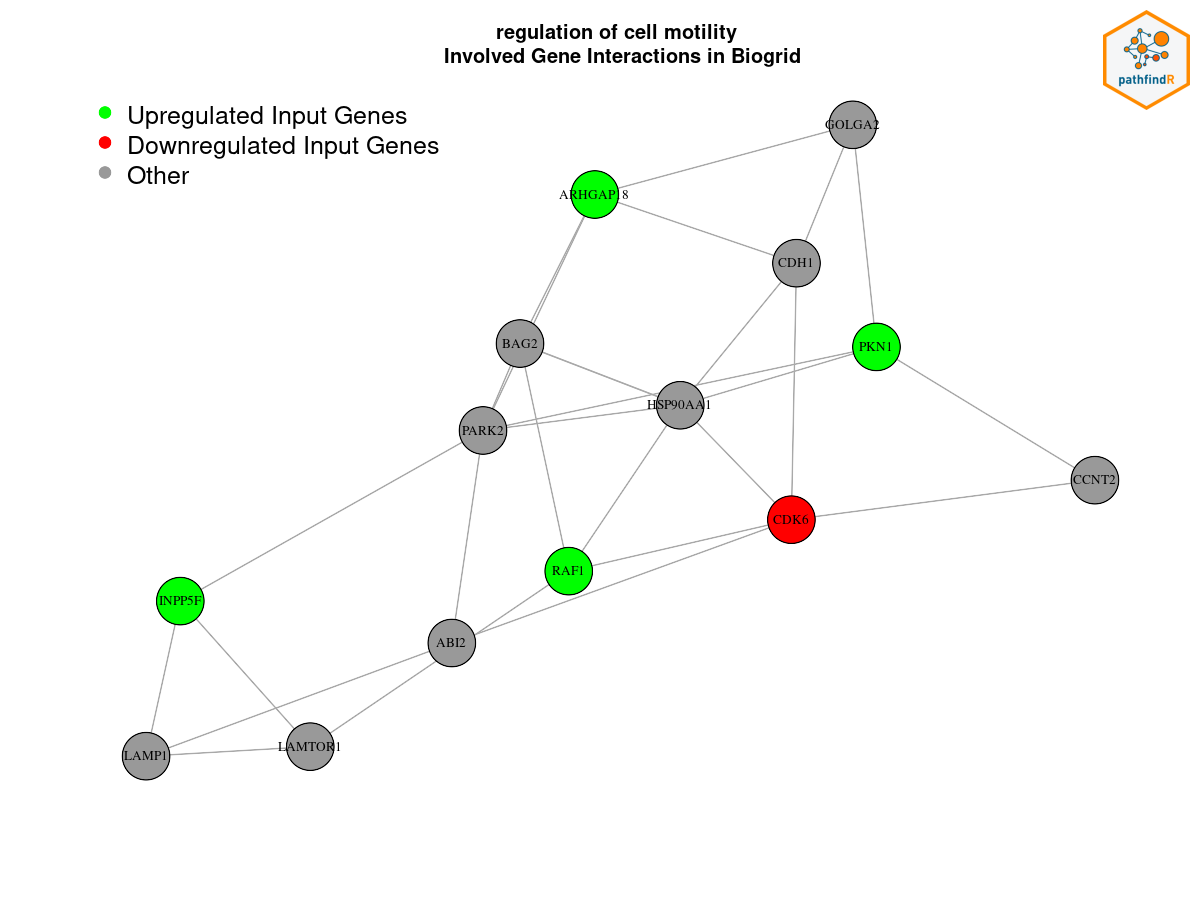 regulation of cell motility
Involved Gene Interactions in Biogrid
pathfindR
Upregulated Input Genes
Downregulated Input Genes
Other
GOLGA2
ARHGAP18
CDH1
BAG2
PKN1
HSP90AA1
PARK2
CCNT2
CDK6
RAF1
INPP5F
ABI2
LAMTOR1
LAMP1